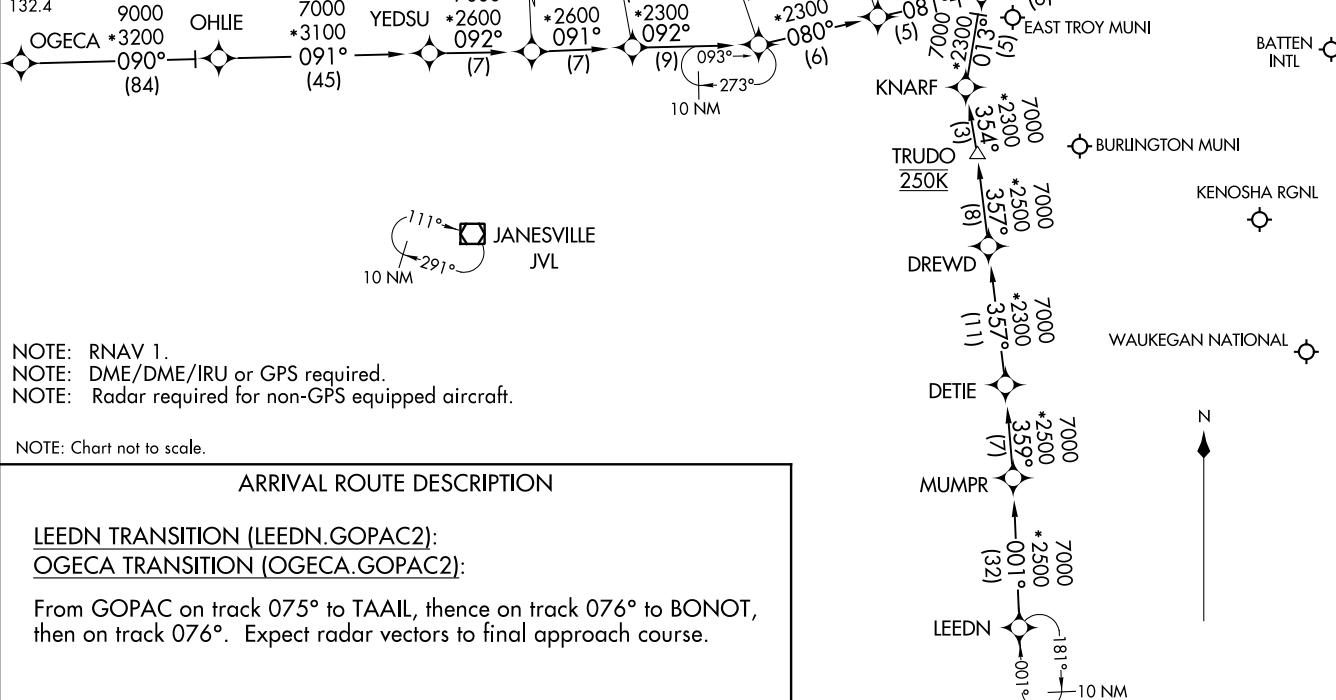 132.4
9000
OGECA *3200
090°
(84)
OHLIE
7000
*3100
091°
(45)
YEDSU
*2600
092°
(7)
*2600
091°
(7)
*2300
092°
(9)
093°
273°
10 NM
*2300
080°
(6)
(5)
7000
*2300
013°
(5)
EAST TROY MUNI
BATTEN
INTL
KNARF
7000
*2300
354°
(3)
TRUDO
250K
BURLINGTON MUNI
KENOSHA RGNL
7000
*2500
357°
(8)
111°
JANESVILLE
JVL
291°
10 NM
DREWD
7000
*2300
357°
(11)
WAUKEGAN NATIONAL
NOTE: RNAV 1.
NOTE: DME/DME/IRU or GPS required.
NOTE: Radar required for non-GPS equipped aircraft.
DETIE
7000
*2500
359°
(7)
N
NOTE: Chart not to scale.
MUMPR
ARRIVAL ROUTE DESCRIPTION
LEEDN TRANSITION (LEEDN.GOPAC2):
OGECA TRANSITION (OGECA.GOPAC2):
From GOPAC on track 075° to TAAIL, thence on track 076° to BONOT,
then on track 076°. Expect radar vectors to final approach course.
7000
*2500
001°
(32)
LEEDN
181°
001°
10 NM